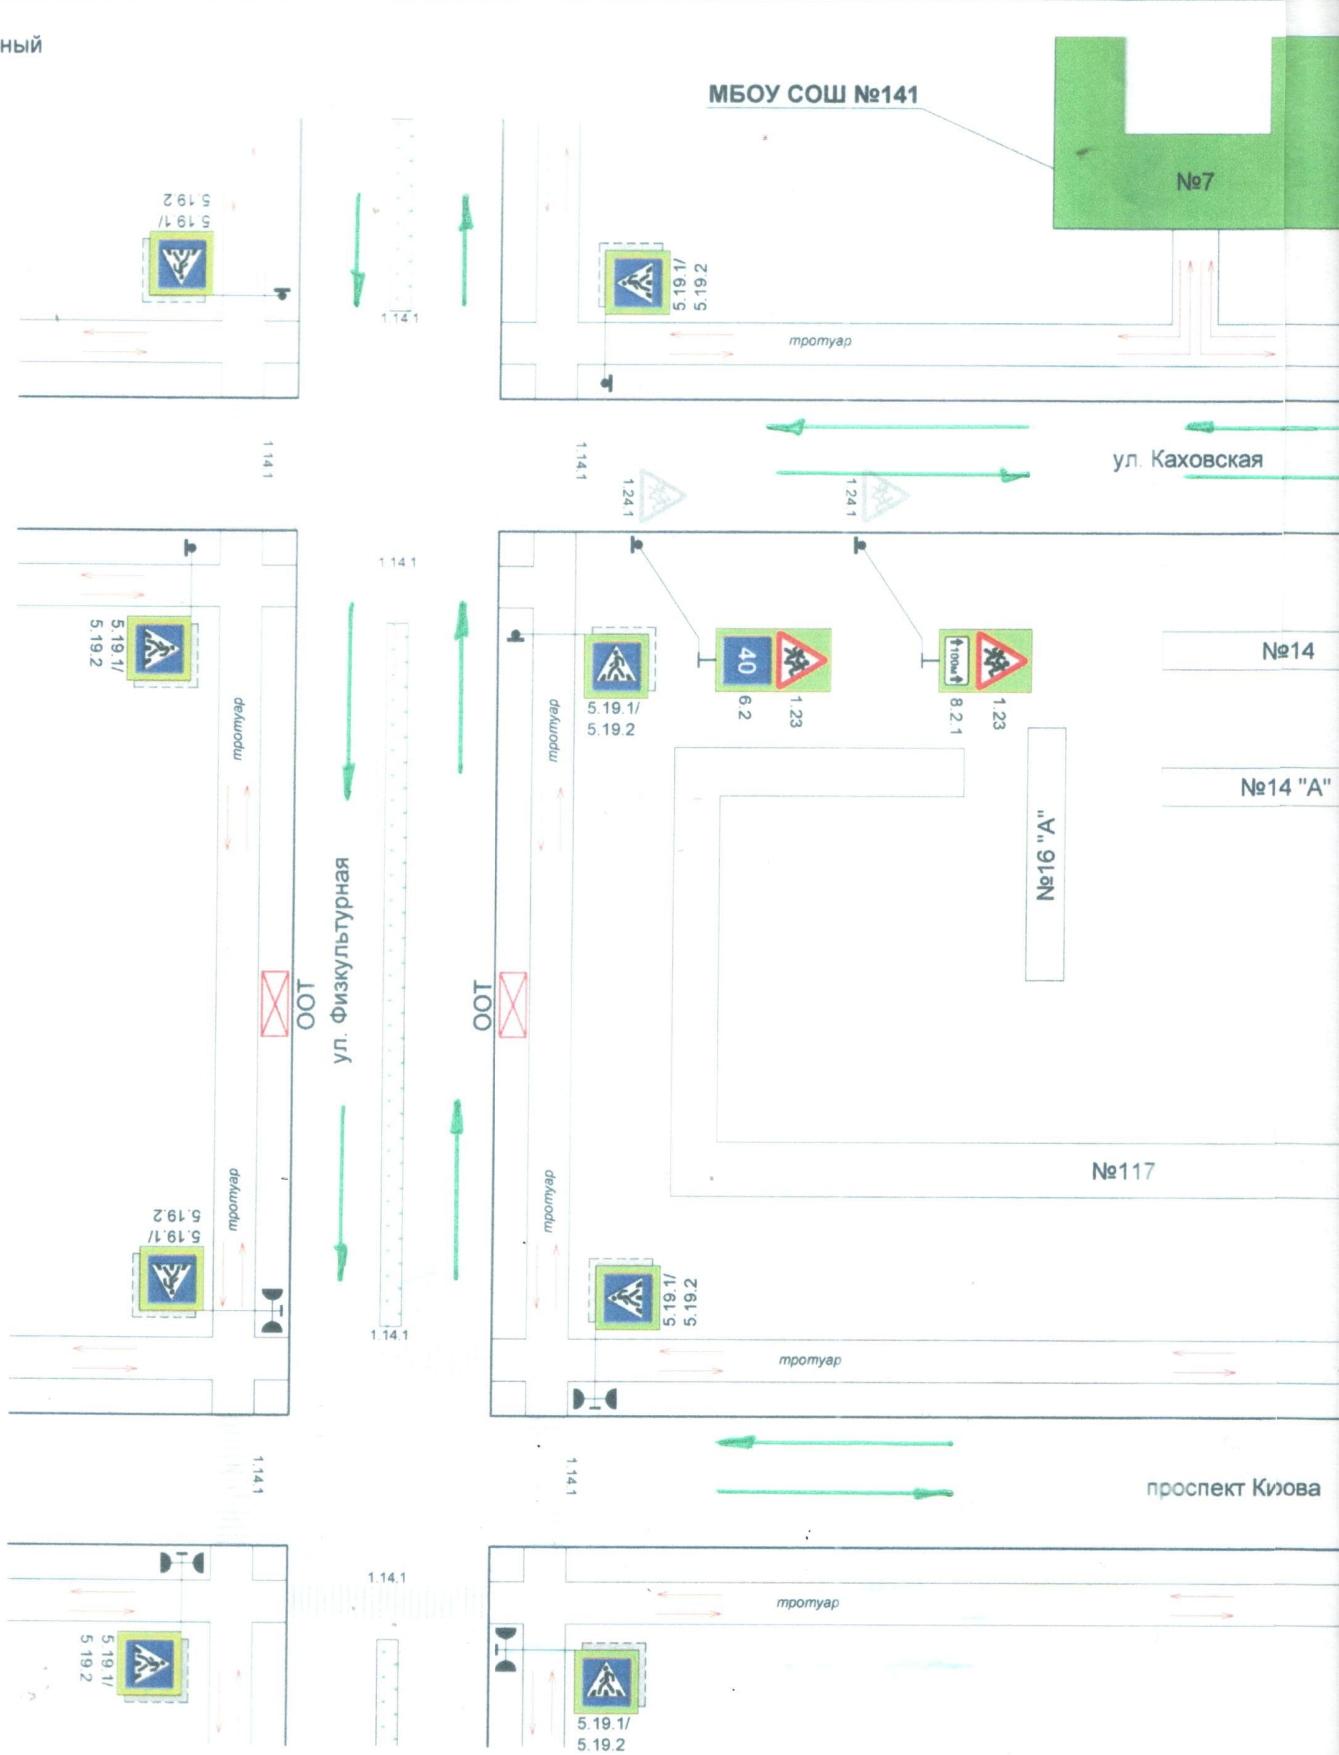 ный
МБОУ СОШ №141
№7
5.19.1/
5.19.2
5.19.1/
5.19.2
1.14.1
тротуар
1.14.1
1.14.1
ул. Каховская
1.24.1
1.24.1
1.14.1
5.19.1/
5.19.2
5.19.1/
5.19.2
40
6.2
1.23
100м
8.2.1
1.23
№14
№14 "А"
№16 "А"
тротуар
тротуар
ул. Физкультурная
ООТ
ООТ
№117
тротуар
тротуар
5.19.1/
5.19.2
5.19.1/
5.19.2
1.14.1
тротуар
1.14.1
1.14.1
проспект Кирова
1.14.1
тротуар
5.19.1/
5.19.2
5.19.1/
5.19.2